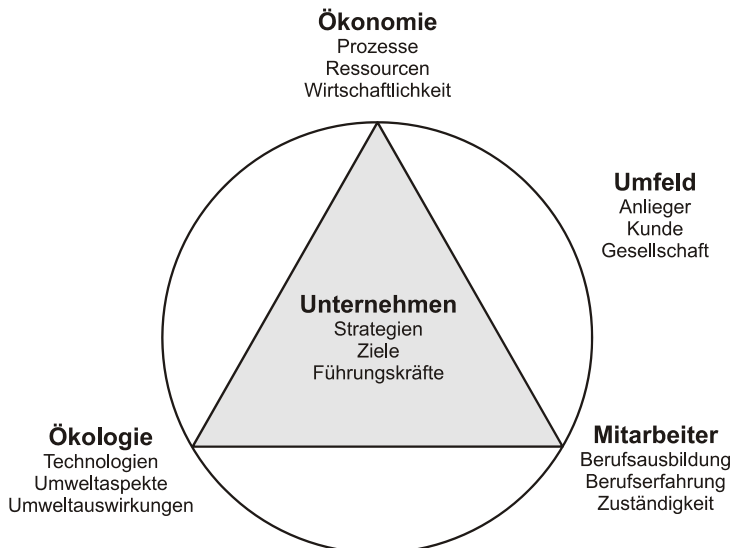 Ökonomie
Prozesse
Ressourcen
Wirtschaftlichkeit
Umfeld
Anlieger
Kunde
Gesellschaft
Unternehmen
Strategien
Ziele
Führungskräfte
Ökologie
Technologien
Umweltaspekte
Umweltauswirkungen
Mitarbeiter
Berufsausbildung
Berufserfahrung
Zuständigkeit